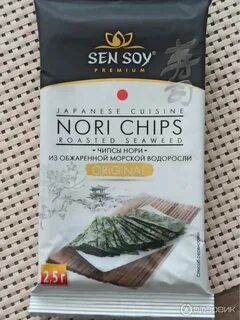 SEN SOY
PREMIUM
寿司
JAPANESE CUISINE
NORI CHIPS
ROASTED SEAWEED
• ЧИПСЫ НОРИ •
ИЗ ОБЖАРЕННОЙ МОРСКОЙ ВОДОРОСЛИ
ORIGINAL
2,5 г